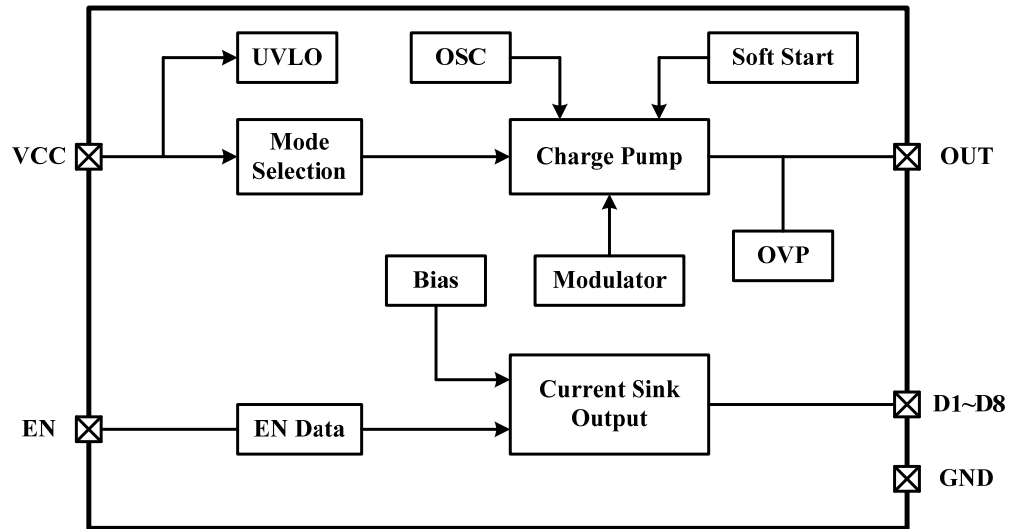 UVLO
OSC
Soft Start
VCC
Mode
Selection
Charge Pump
OUT
OVP
Bias
Modulator
EN
EN Data
Current Sink
Output
D1~D8
GND